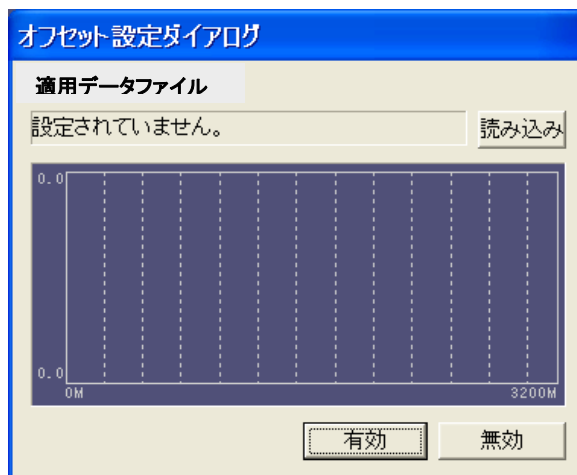 オフセット設定ダイアログ
適用データファイル
設定されていません。
読み込み
0.0
0.0
0M
3200M
有効
無効